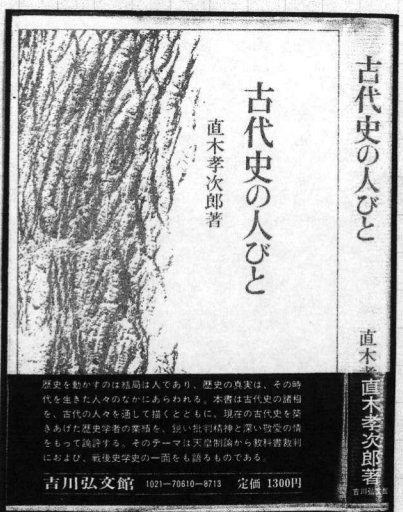 古代史の人びと
直木孝次郎著
歴史を動かすのは結局は人であり、歴史の真実は、その時
代を生きた人々のなかにあらわれる。本書は古代史の諸相
を、古代の人々を通して描くとともに、現在の古代史を築
きあげた歴史学者の業績を、鋭い批判精神と深い敬愛の情
をもって論評する。そのテーマは天皇制論から教科書裁判
におよび、戦後史学史の一面をも語るものである。
吉川弘文館 1021―70610―8713 定価 1300円
古代史の人びと
直木孝
直木孝次郎著
吉川弘文館